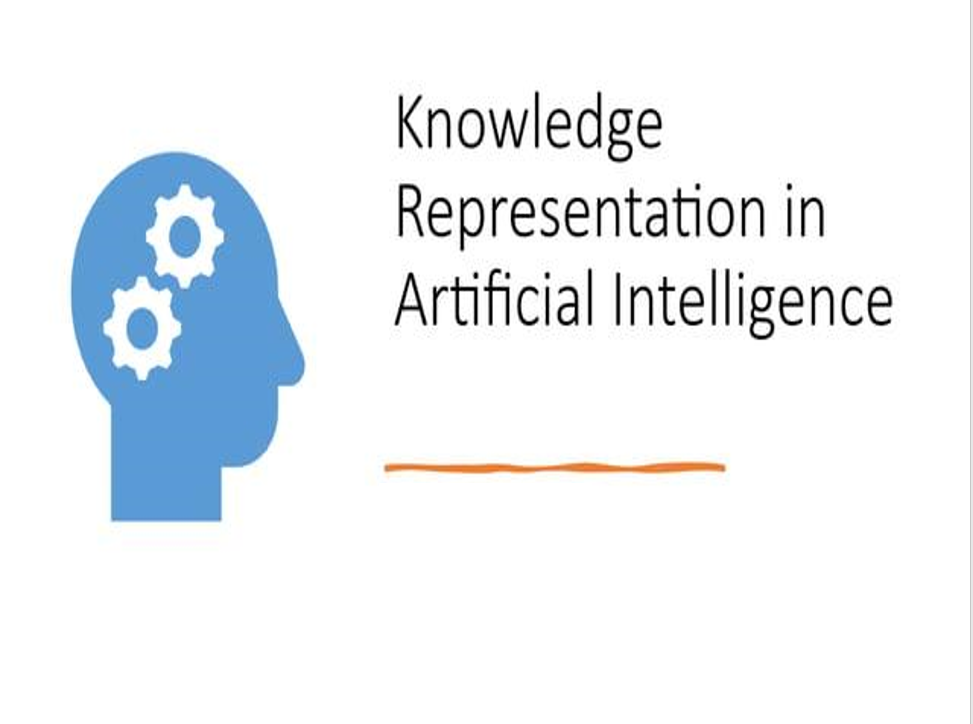 Knowledge
Representation in
Artificial Intelligence